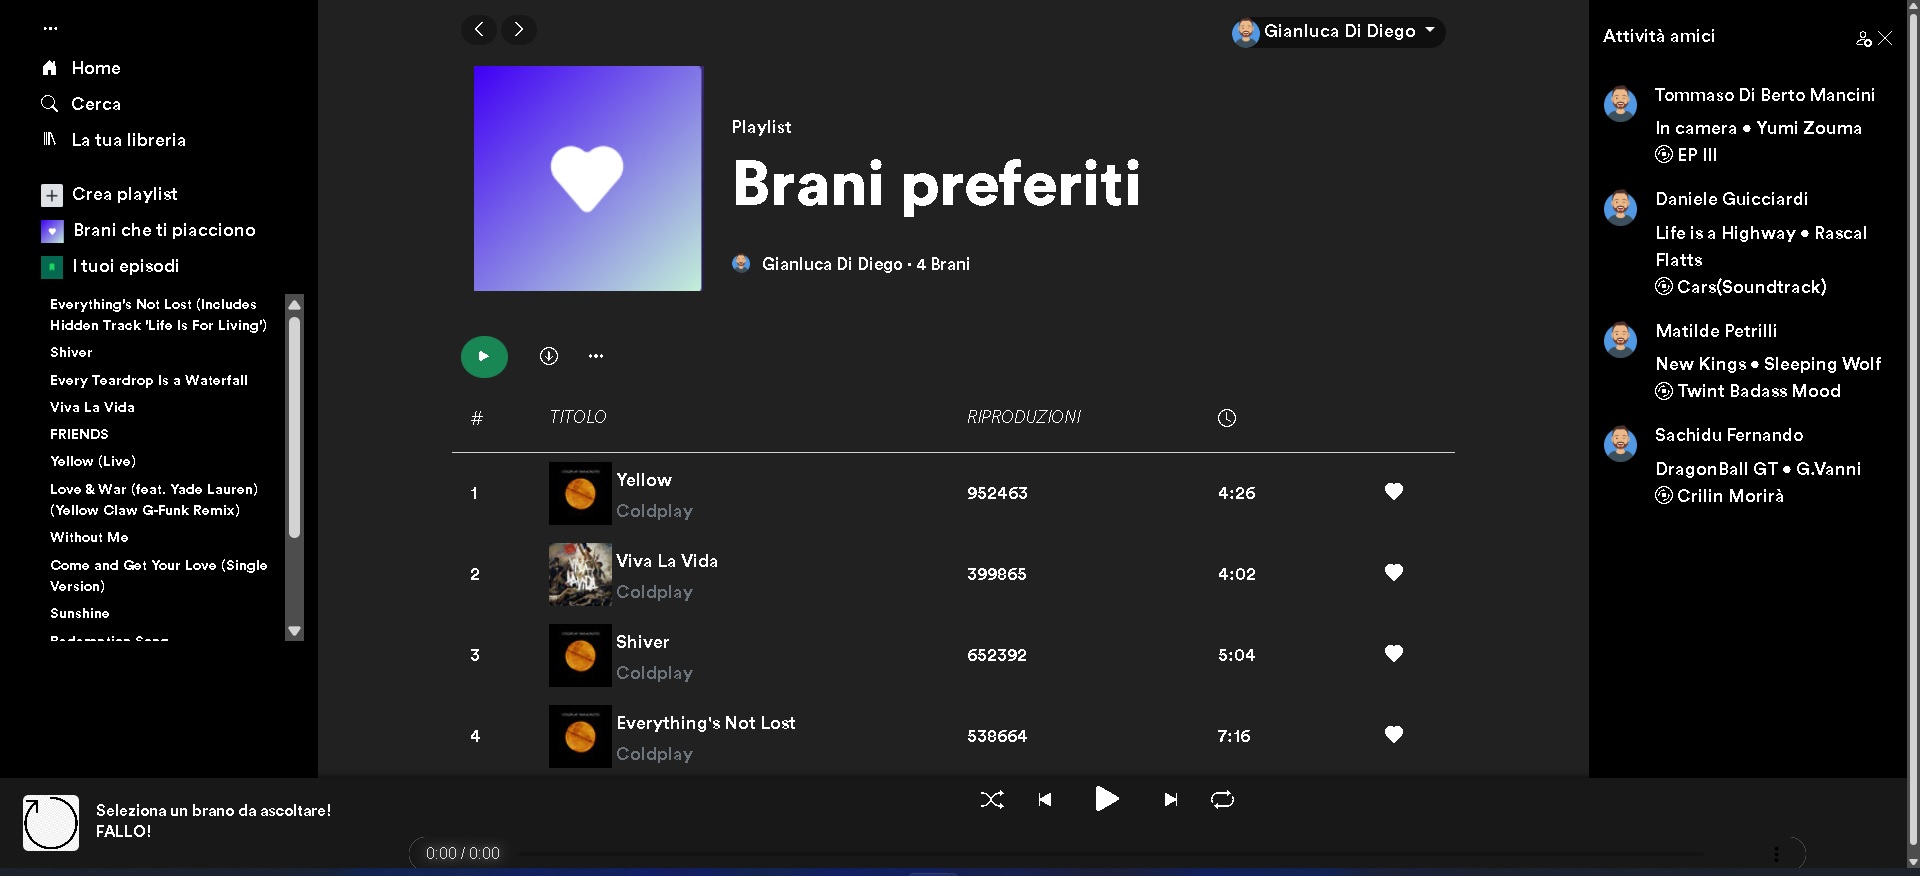 Home
Cerca
La tua libreria
Crea playlist
Brani che ti piacciono
I tuoi episodi
Everything's Not Lost (Includes
Hidden Track 'Life Is For Living')
Shiver
Every Teardrop Is a Waterfall
Viva La Vida
FRIENDS
Yellow (Live)
Love & War (feat. Yade Lauren)
(Yellow Claw G-Funk Remix)
Without Me
Come and Get Your Love (Single
Version)
Sunshine
Redemption Song
Gianluca Di Diego
Playlist
Brani preferiti
Gianluca Di Diego • 4 Brani
# TITOLO RIPRODUZIONI
1 Yellow 952463 4:26
Coldplay
2 Viva La Vida 399865 4:02
Coldplay
3 Shiver 652392 5:04
Coldplay
4 Everything's Not Lost 538664 7:16
Coldplay
Attività amici
Tommaso Di Berto Mancini
In camera • Yumi Zouma
EP III
Daniele Guicciardi
Life is a Highway • Rascal
Flatts
Cars(Soundtrack)
Matilde Petrilli
New Kings • Sleeping Wolf
Twint Badass Mood
Sachidu Fernando
DragonBall GT • G.Vanni
Crilin Morirà
Seleziona un brano da ascoltare!
FALLO!
0:00 / 0:00